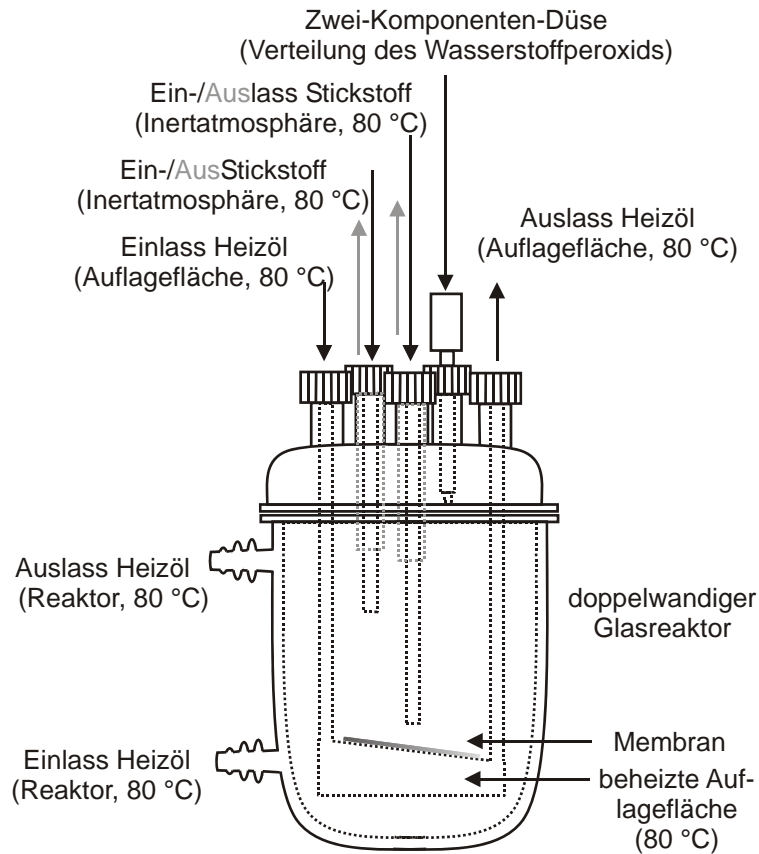 Zwei-Komponenten-Düse
(Verteilung des Wasserstoffperoxids)
Ein-/Auslass Stickstoff
(Inertatmosphäre, 80 °C)
Ein-/AusStickstoff
(Inertatmosphäre, 80 °C)
Einlass Heizöl
(Auflagefläche, 80 °C)
Auslass Heizöl
(Auflagefläche, 80 °C)
Auslass Heizöl
(Reaktor, 80 °C)
doppelwandiger
Glasreaktor
Einlass Heizöl
(Reaktor, 80 °C)
Membran
beheizte Auf-
lagefläche
(80 °C)